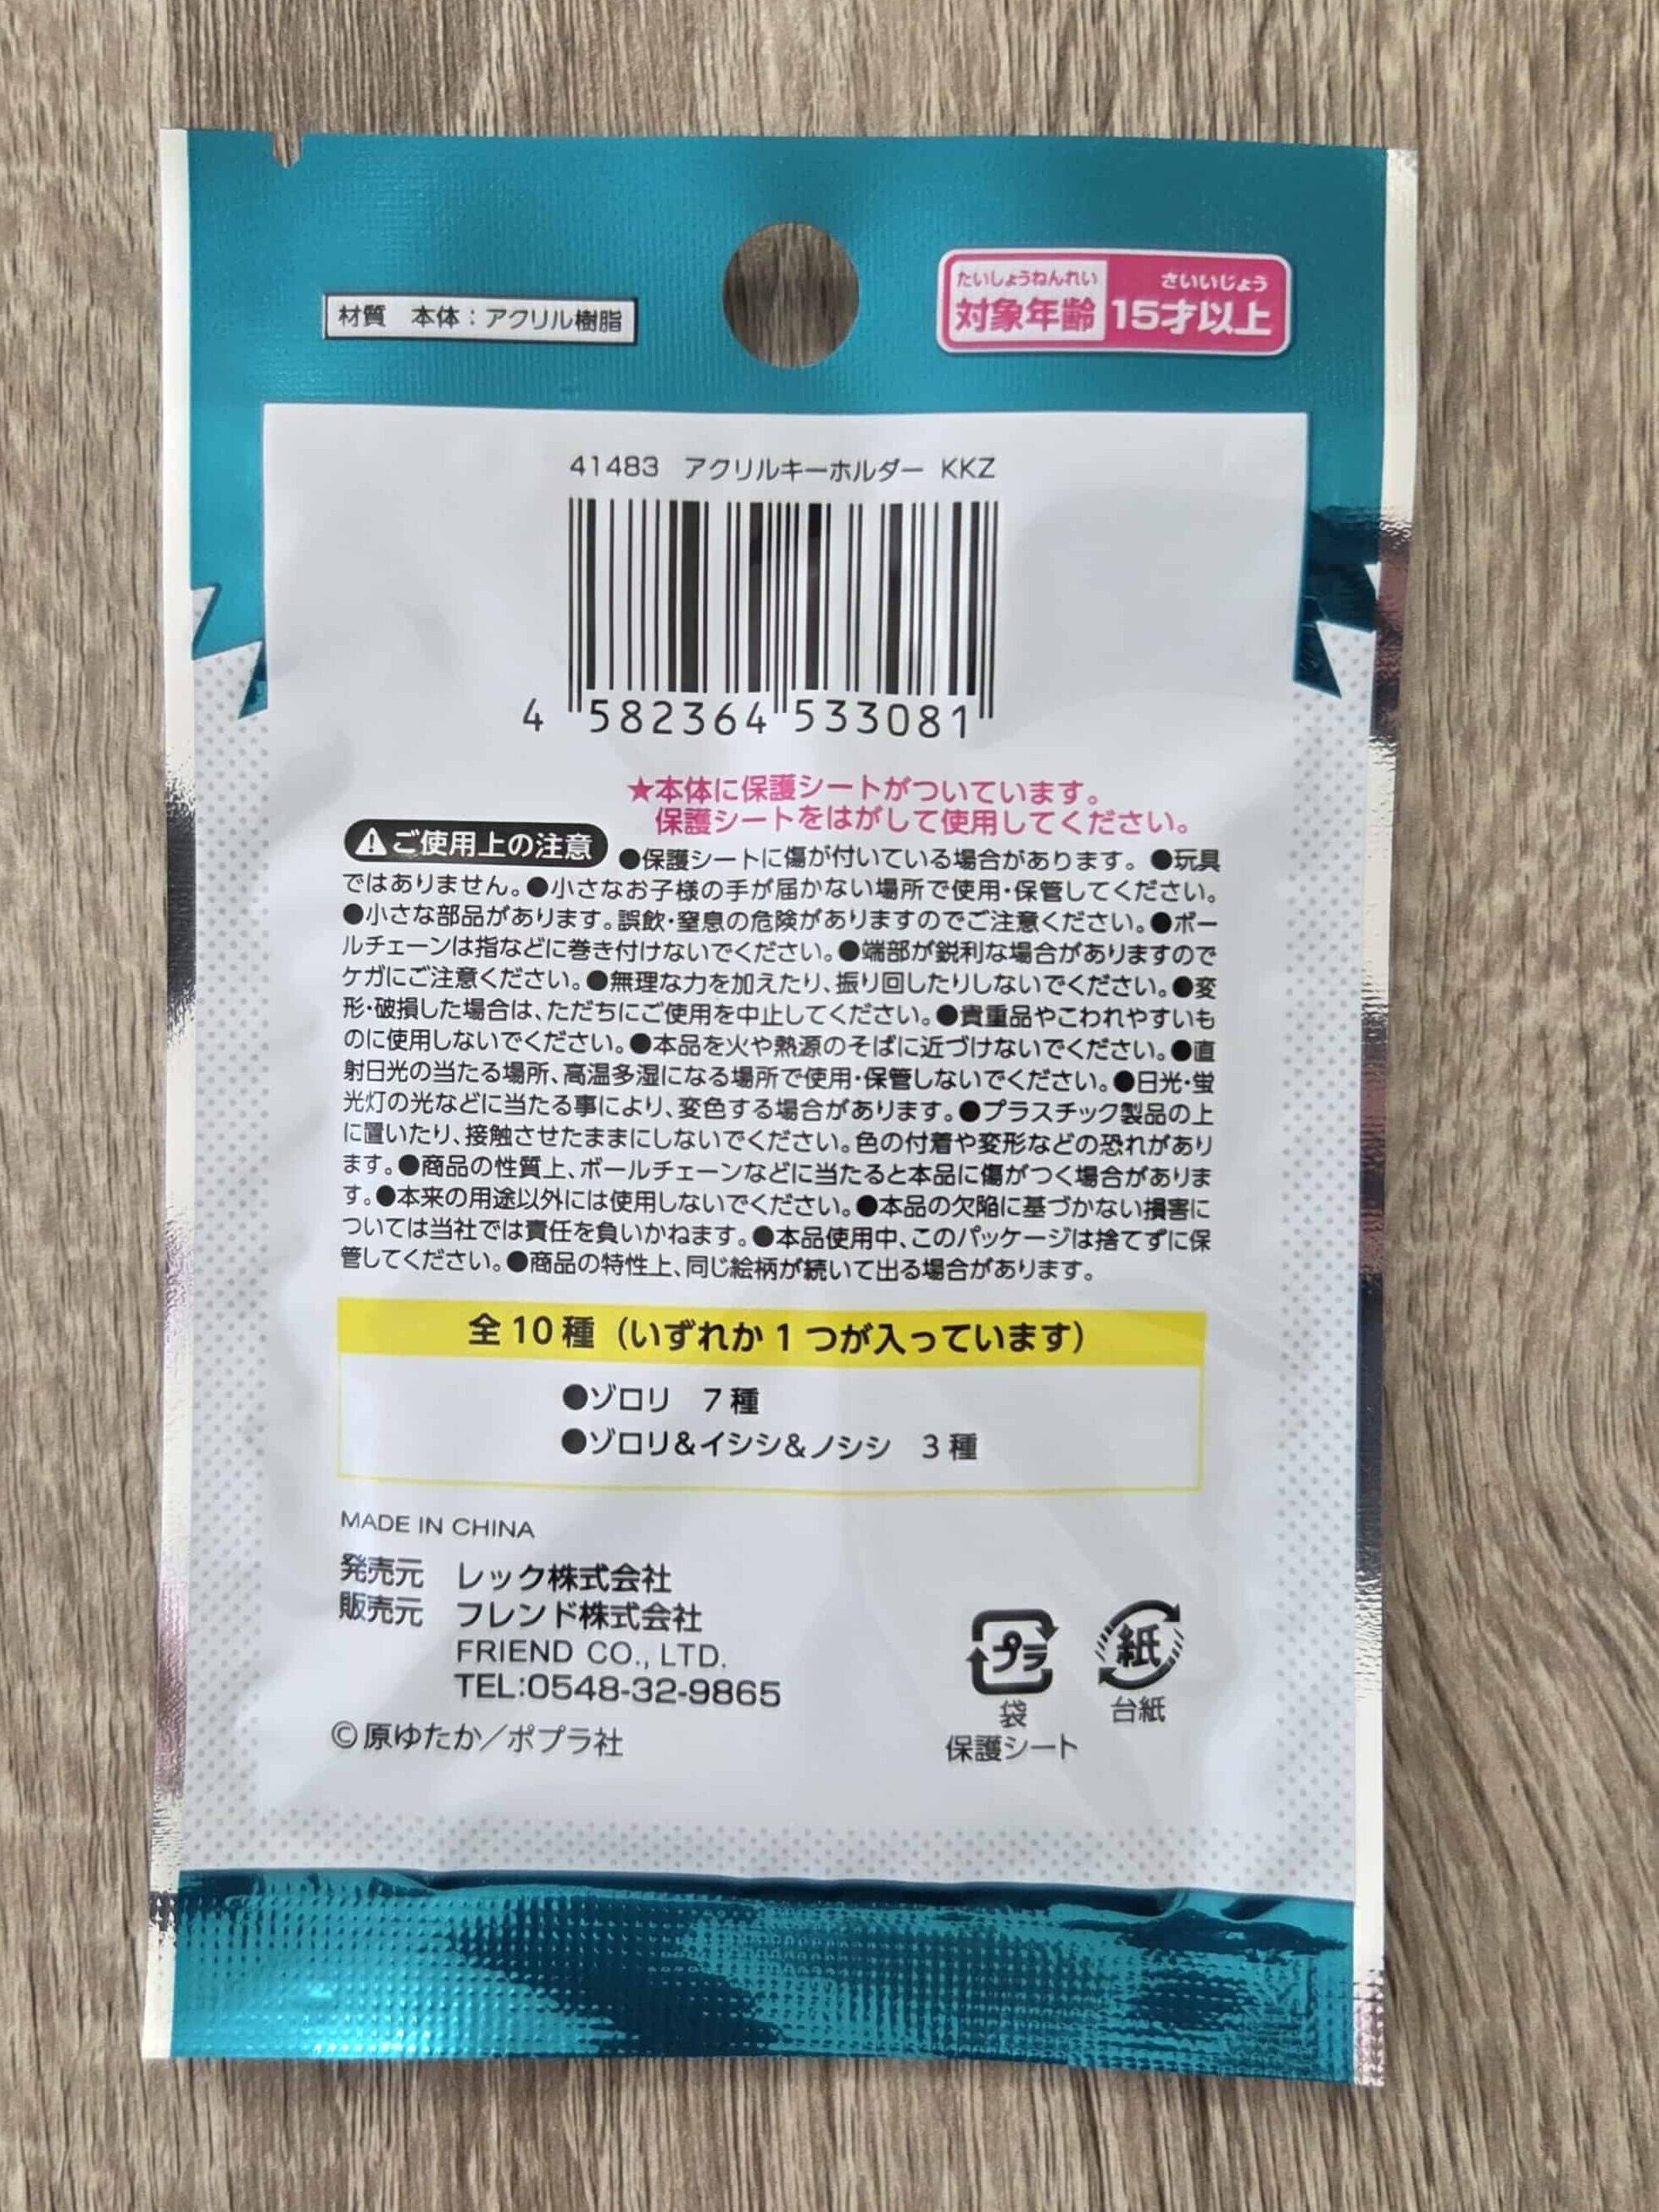 材質 本体：アクリル樹脂
たいしょうねんれい さいいじょう
対象年齢 15才以上
41483 アクリルキーホルダー KKZ
4 582364 533081
★本体に保護シートがついています。
保護シートをはがして使用してください。
⚠ご使用上の注意 ●保護シートに傷が付いている場合があります。●玩具
ではありません。●小さなお子様の手が届かない場所で使用・保管してください。
●小さな部品があります。誤飲・窒息の危険がありますのでご注意ください。●ボー
ルチェーンは指などに巻き付けないでください。●端部が鋭利な場合がありますので
ケガにご注意ください。●無理な力を加えたり、振り回したりしないでください。●変
形・破損した場合は、ただちにご使用を中止してください。●貴重品やこわれやすいも
のに使用しないでください。●本品を火や熱源のそばに近づけないでください。●直
射日光の当たる場所、高温多湿になる場所で使用・保管しないでください。●日光・蛍
光灯の光などに当たる事により、変色する場合があります。●プラスチック製品の上
に置いたり、接触させたままにしないでください。色の付着や変形などの恐れがあり
ます。●商品の性質上、ボールチェーンなどに当たると本品に傷がつく場合がありま
す。●本来の用途以外には使用しないでください。●本品の欠陥に基づかない損害に
ついては当社では責任を負いかねます。●本品使用中、このパッケージは捨てずに保
管してください。●商品の特性上、同じ絵柄が続いて出る場合があります。
全10種（いずれか1つが入っています）
●ゾロリ 7種
●ゾロリ&イシシ&ノシシ 3種
MADE IN CHINA
発売元 レック株式会社
販売元 フレンド株式会社
FRIEND CO., LTD.
TEL:0548-32-9865
©原ゆたか／ポプラ社
プラ 紙
袋 台紙
保護シート